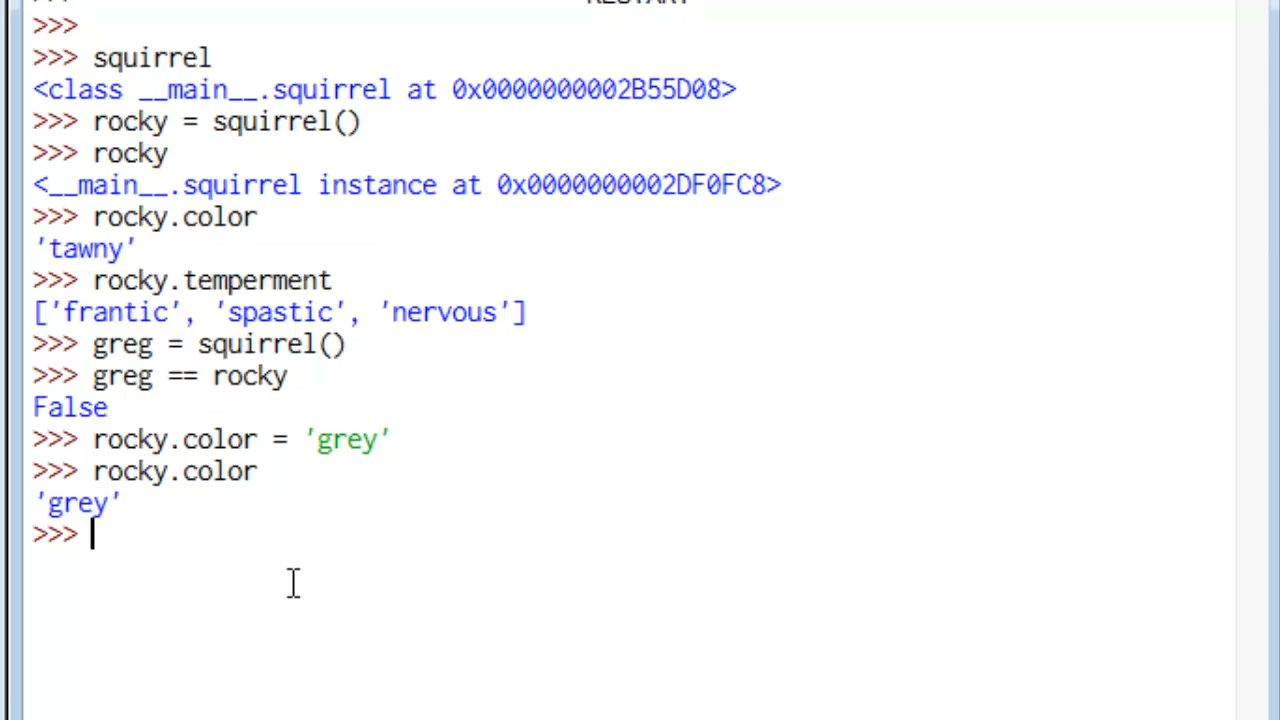 >>>
>>> squirrel
<class __main__.squirrel at 0x0000000002B55D08>
>>> rocky = squirrel()
>>> rocky
<__main__.squirrel instance at 0x0000000002DF0FC8>
>>> rocky.color
'tawny'
>>> rocky.temperment
['frantic', 'spastic', 'nervous']
>>> greg = squirrel()
>>> greg == rocky
False
>>> rocky.color = 'grey'
>>> rocky.color
'grey'
>>>